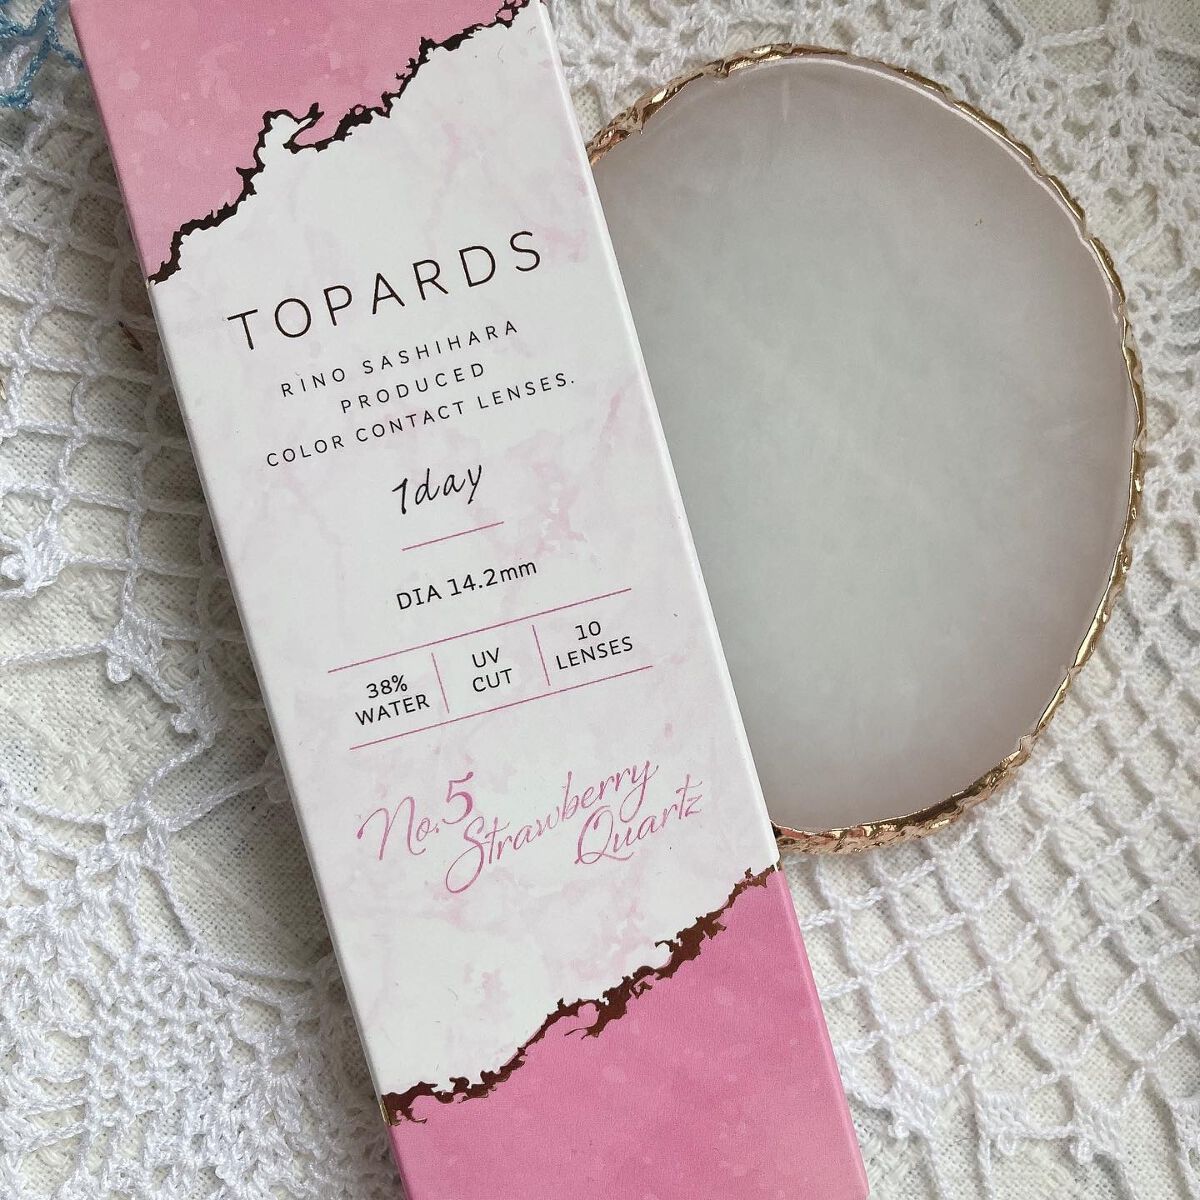 TOPARDS
RINO SASHIHARA
PRODUCED
COLOR CONTACT LENSES.
1day
DIA 14.2mm
38%
WATER
UV
CUT
10
LENSES
No.5
Strawberry
Quartz